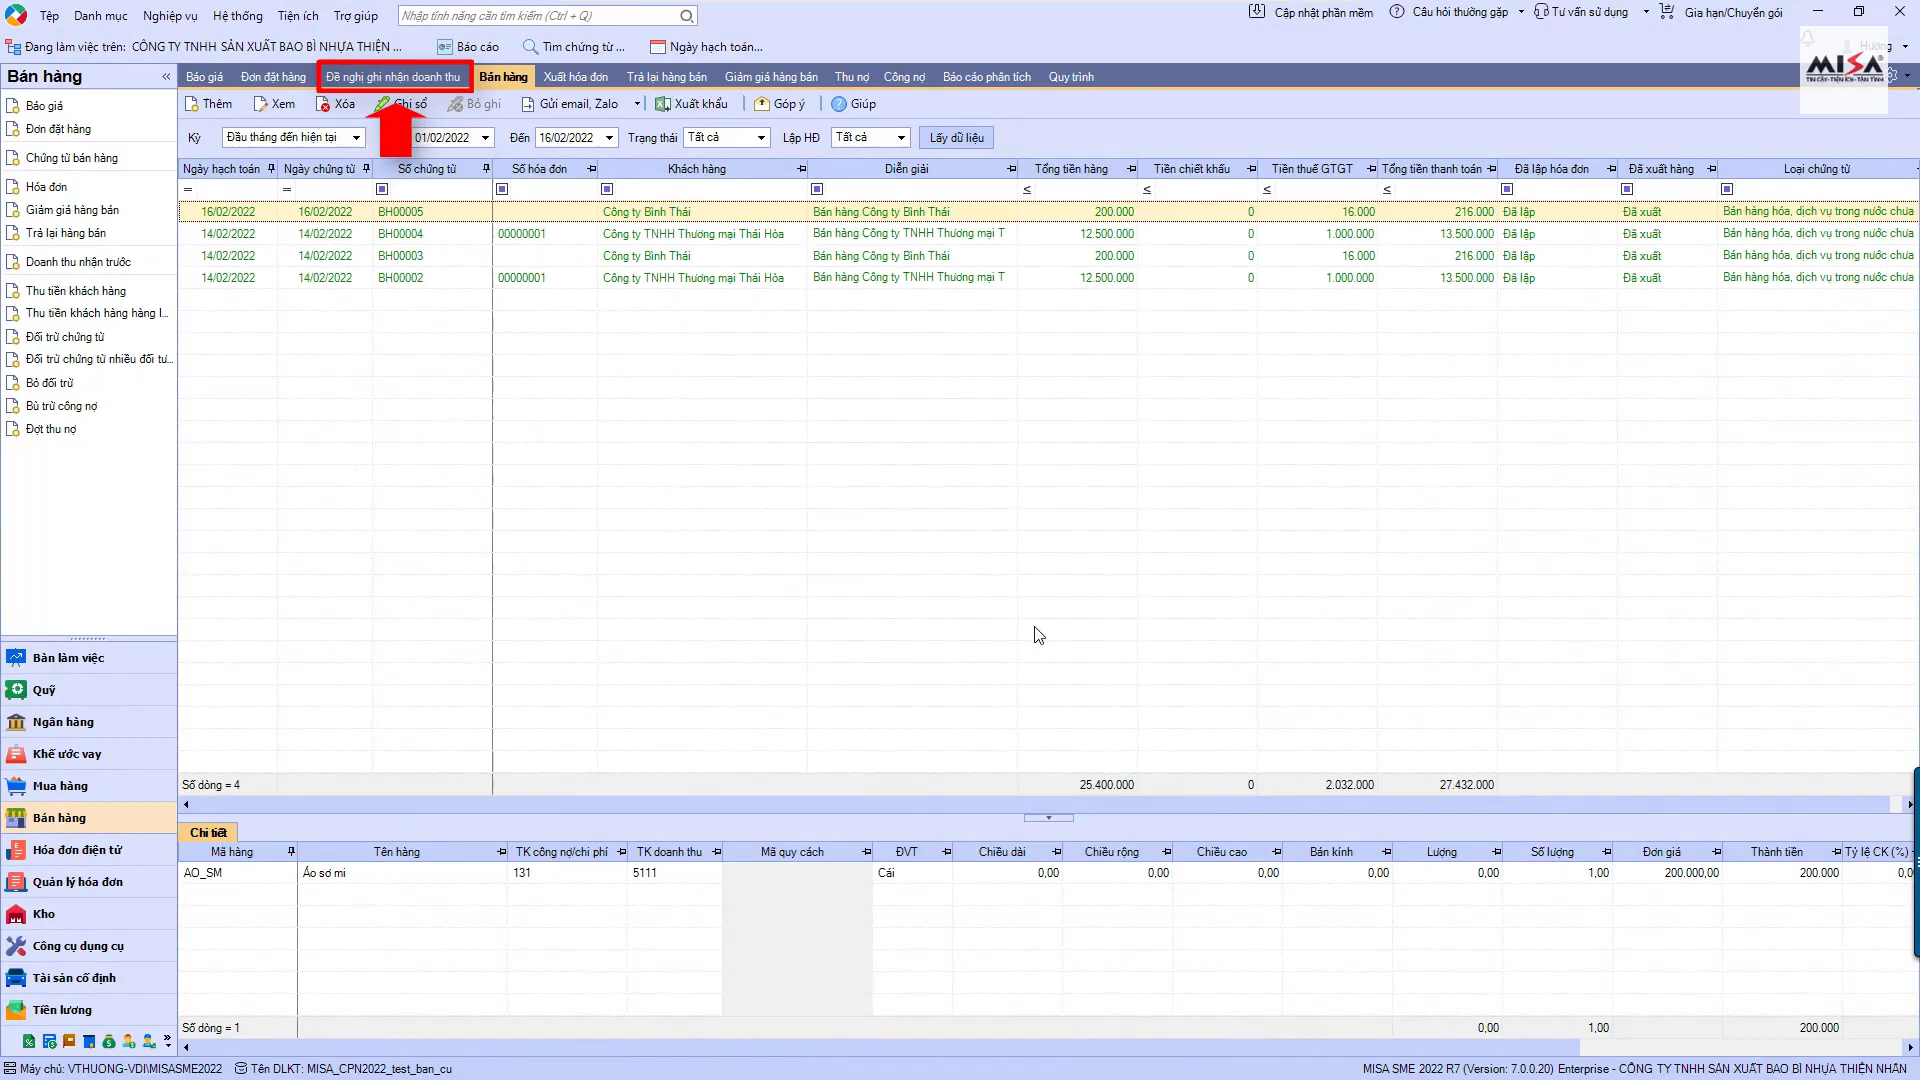 Tệp Danh mục Nghiệp vụ Hệ thống Tiện ích Trợ giúp Nhập tính năng cần tìm kiếm (Ctrl + Q) Cập nhật phần mềm Câu hỏi thường gặp Tư vấn sử dụng Gia hạn/Chuyển gói
Đang làm việc trên: CÔNG TY TNHH SẢN XUẤT BAO BÌ NHỰA THIỆN ... Báo cáo Tìm chứng từ ... Ngày hạch toán... Hương
MISA
TIN CẬY-TIỆN ÍCH-TẬN TÌNH
Bán hàng « Báo giá Đơn đặt hàng Đề nghị ghi nhận doanh thu Bán hàng Xuất hóa đơn Trả lại hàng bán Giảm giá hàng bán Thu nợ Công nợ Báo cáo phân tích Quy trình
Thêm Xem Xóa Ghi sổ Bỏ ghi Gửi email, Zalo Xuất khẩu Góp ý Giúp
Kỳ Đầu tháng đến hiện tại 01/02/2022 Đến 16/02/2022 Trạng thái Tất cả Lập HĐ Tất cả Lấy dữ liệu
Báo giá
Đơn đặt hàng
Chứng từ bán hàng
Hóa đơn
Giảm giá hàng bán
Trả lại hàng bán
Doanh thu nhận trước
Thu tiền khách hàng
Thu tiền khách hàng hàng l...
Đối trừ chứng từ
Đối trừ chứng từ nhiều đối tư...
Bỏ đối trừ
Bù trừ công nợ
Đợt thu nợ
Ngày hạch toán Ngày chứng từ Số chứng từ Số hóa đơn Khách hàng Diễn giải Tổng tiền hàng Tiền chiết khấu Tiền thuế GTGT Tổng tiền thanh toán Đã lập hóa đơn Đã xuất hàng Loại chứng từ
= = ≤ ≤ ≤ ≤
16/02/2022 16/02/2022 BH00005 Công ty Bình Thái Bán hàng Công ty Bình Thái 200.000 0 16.000 216.000 Đã lập Đã xuất Bán hàng hóa, dịch vụ trong nước chưa
14/02/2022 14/02/2022 BH00004 00000001 Công ty TNHH Thương mại Thái Hòa Bán hàng Công ty TNHH Thương mại T 12.500.000 0 1.000.000 13.500.000 Đã lập Đã xuất Bán hàng hóa, dịch vụ trong nước chưa
14/02/2022 14/02/2022 BH00003 Công ty Bình Thái Bán hàng Công ty Bình Thái 200.000 0 16.000 216.000 Đã lập Đã xuất Bán hàng hóa, dịch vụ trong nước chưa
14/02/2022 14/02/2022 BH00002 00000001 Công ty TNHH Thương mại Thái Hòa Bán hàng Công ty TNHH Thương mại T 12.500.000 0 1.000.000 13.500.000 Đã lập Đã xuất Bán hàng hóa, dịch vụ trong nước chưa
Số dòng = 4 25.400.000 0 2.032.000 27.432.000
Bàn làm việc
Quỹ
Ngân hàng
Khế ước vay
Mua hàng
Bán hàng
Hóa đơn điện tử
Quản lý hóa đơn
Kho
Công cụ dụng cụ
Tài sản cố định
Tiền lương
Chi tiết
Mã hàng Tên hàng TK công nợ/chi phí TK doanh thu Mã quy cách ĐVT Chiều dài Chiều rộng Chiều cao Bán kính Lượng Số lượng Đơn giá Thành tiền Tỷ lệ CK (%)
AO_SM Áo sơ mi 131 5111 Cái 0,00 0,00 0,00 0,00 0,00 1,00 200.000,00 200.000 0,0
Số dòng = 1 0,00 1,00 200.000
Máy chủ: VTHUONG-VDI\MISASME2022 Tên DLKT: MISA_CPN2022_test_ban_cu MISA SME 2022 R7 (Version: 7.0.0.20) Enterprise - CÔNG TY TNHH SẢN XUẤT BAO BÌ NHỰA THIỆN NHÂN